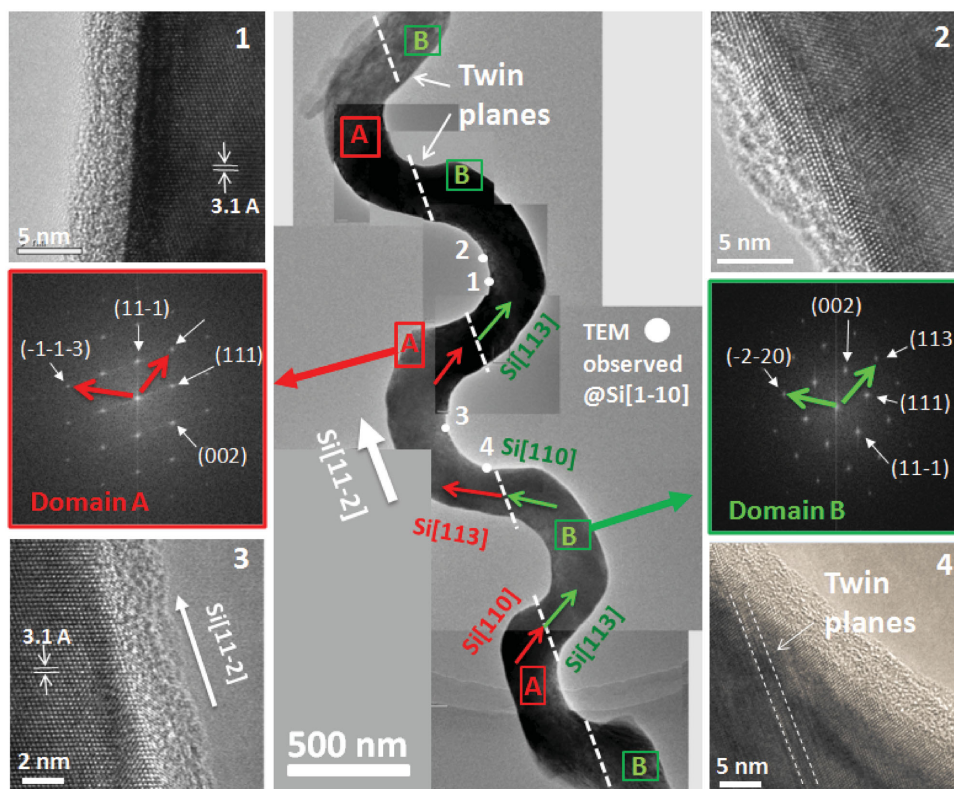 1
3.1 A
5 nm
(11-1)
(-1-1-3)
(111)
(002)
Domain A
3
3.1 A
Si[11-2]
2 nm
B
Twin
planes
A
B
2
1
Si[113]
A
TEM
observed
@Si[1-10]
3
Si[11-2]
4
Si[110]
Si[113]
B
Si[110]
Si[113]
A
500 nm
B
2
5 nm
(002)
(113
(-2-20)
(111)
(11-1)
Domain B
4
Twin
planes
5 nm